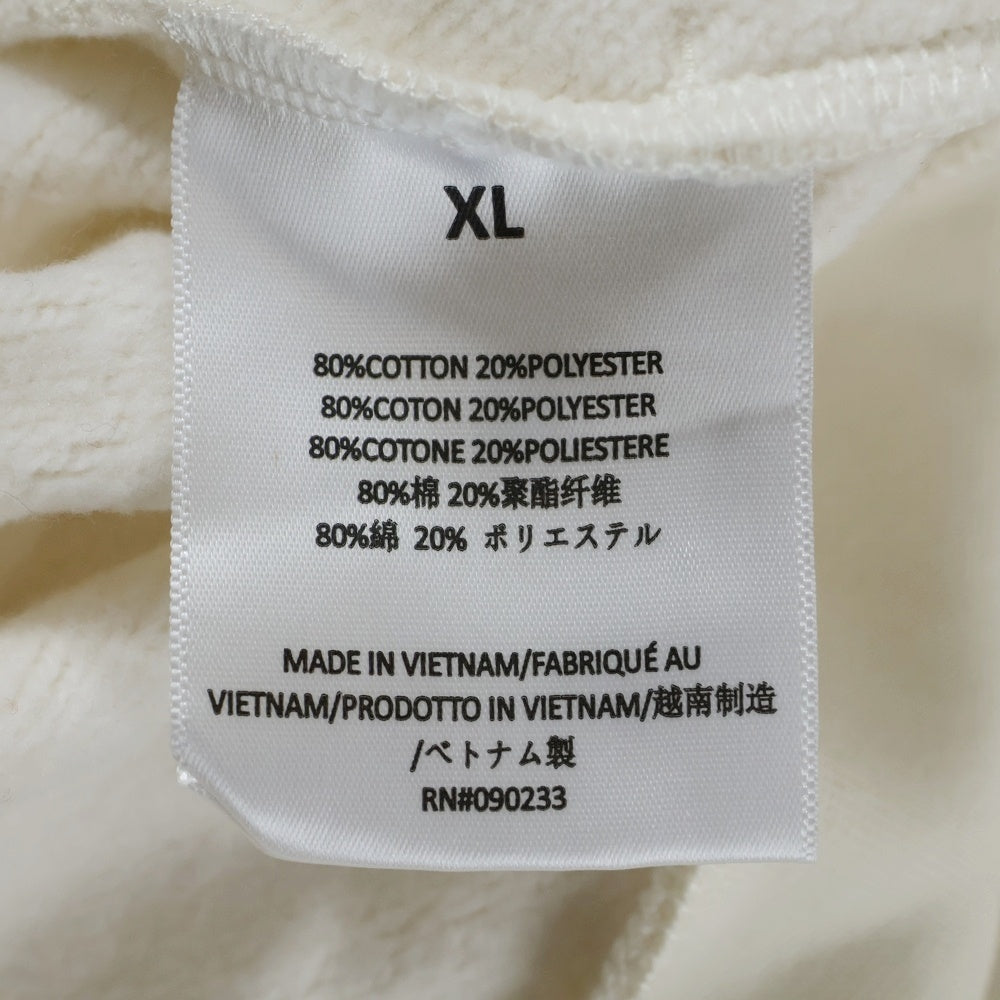 XL
80%COTTON 20%POLYESTER
80%COTON 20%POLYESTER
80%COTONE 20%POLIESTERE
80%棉 20%聚酯纤维
80%綿 20% ポリエステル
MADE IN VIETNAM/FABRIQUÉ AU
VIETNAM/PRODOTTO IN VIETNAM/越南制造
/ベトナム製
RN#090233